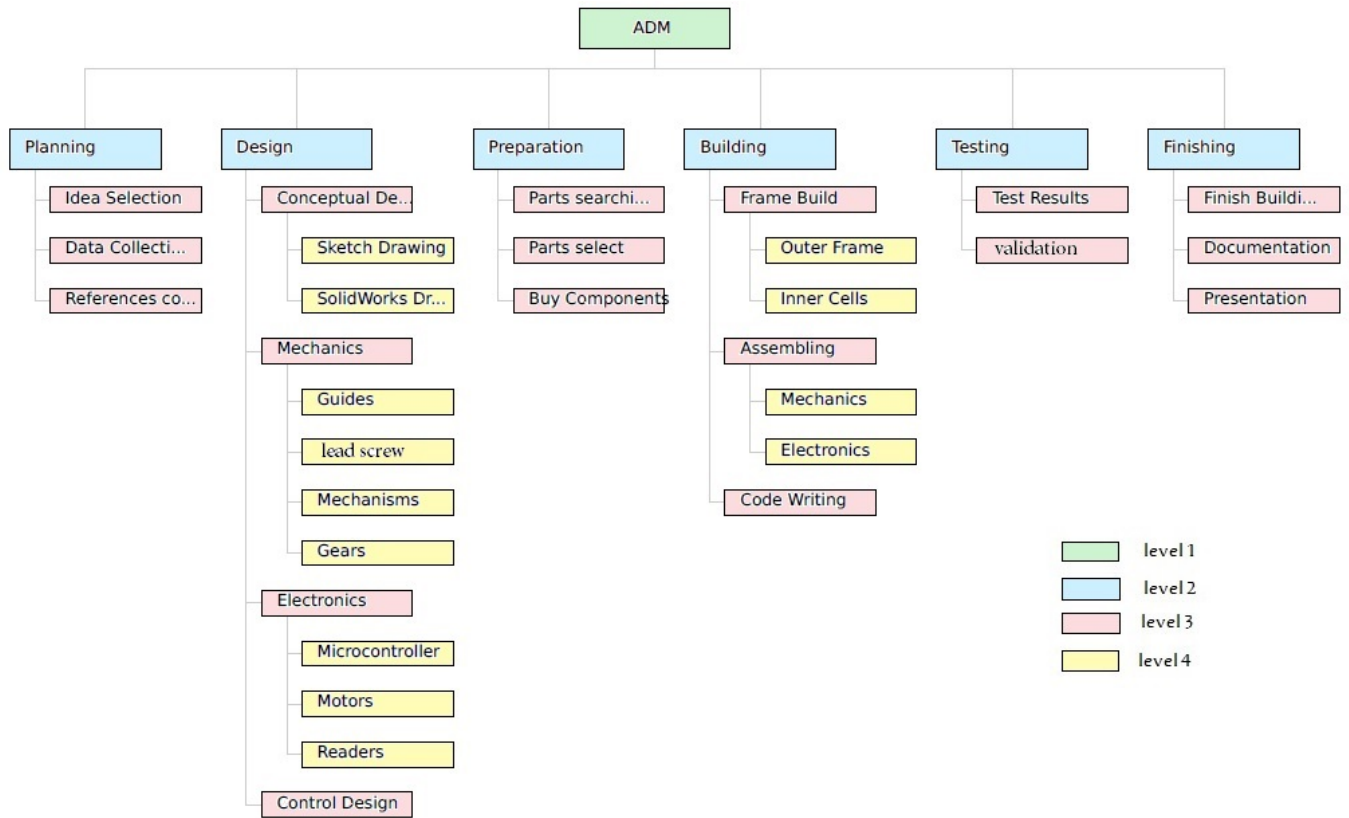 ADM
Planning
Idea Selection
Data Collecti...
References co...
Design
Conceptual De...
Sketch Drawing
SolidWorks Dr...
Mechanics
Guides
lead screw
Mechanisms
Gears
Electronics
Microcontroller
Motors
Readers
Control Design
Preparation
Parts searchi...
Parts select
Buy Components
Building
Frame Build
Outer Frame
Inner Cells
Assembling
Mechanics
Electronics
Code Writing
Testing
Test Results
validation
Finishing
Finish Buildi...
Documentation
Presentation
level 1
level 2
level 3
level 4